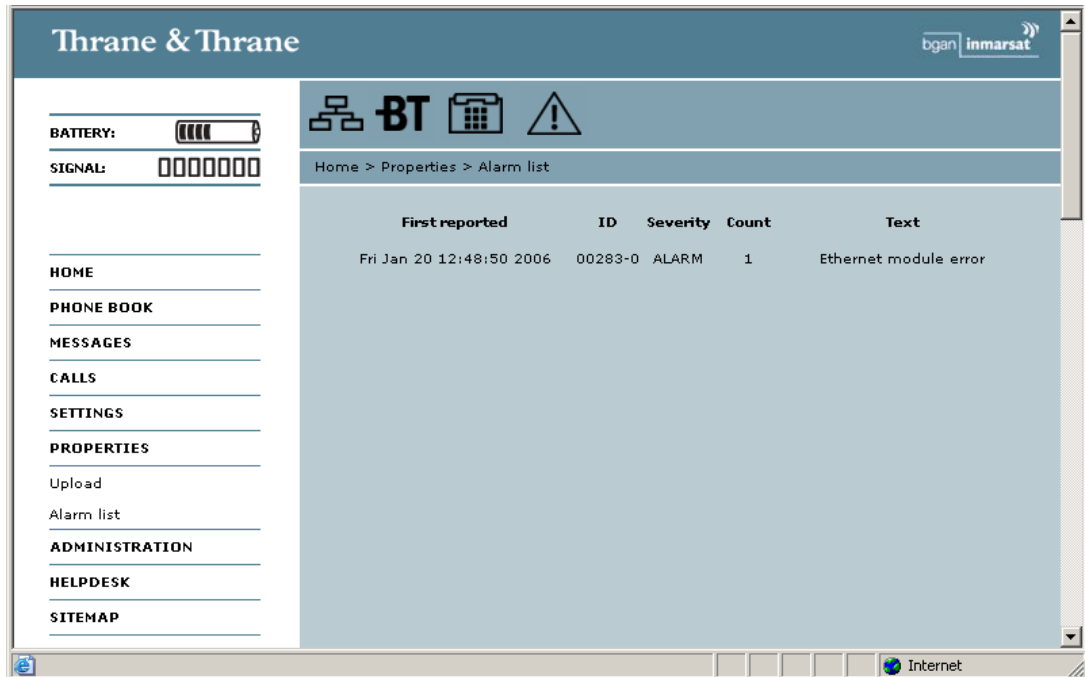 Thrane & Thrane
bgan inmarsat
BATTERY:
SIGNAL:
BT
Home > Properties > Alarm list
First reported ID Severity Count Text
Fri Jan 20 12:48:50 2006 00283-0 ALARM 1 Ethernet module error
HOME
PHONE BOOK
MESSAGES
CALLS
SETTINGS
PROPERTIES
Upload
Alarm list
ADMINISTRATION
HELPDESK
SITEMAP
Internet